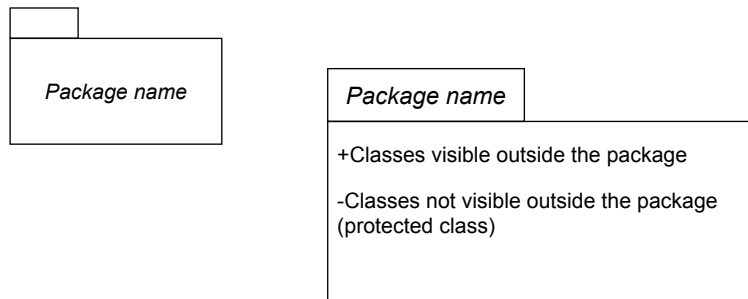 Package name
Package name
+Classes visible outside the package
-Classes not visible outside the package
(protected class)